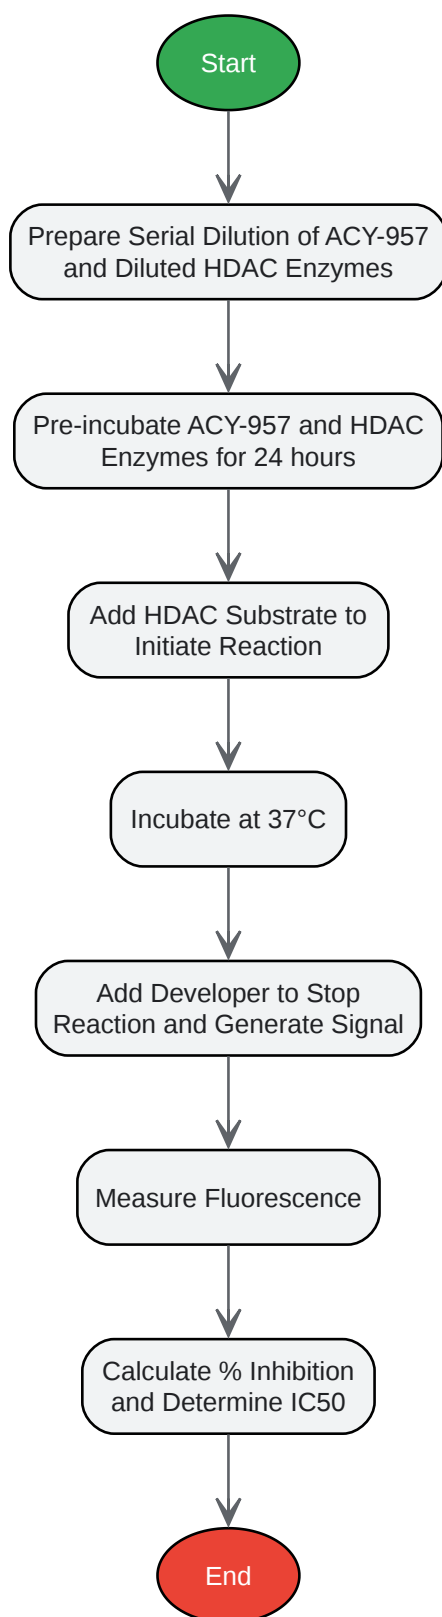 Start
Prepare Serial Dilution of ACY-957
and Diluted HDAC Enzymes
Pre-incubate ACY-957 and HDAC
Enzymes for 24 hours
Add HDAC Substrate to
Initiate Reaction
Incubate at 37°C
Add Developer to Stop
Reaction and Generate Signal
Measure Fluorescence
Calculate % Inhibition
and Determine IC50
End